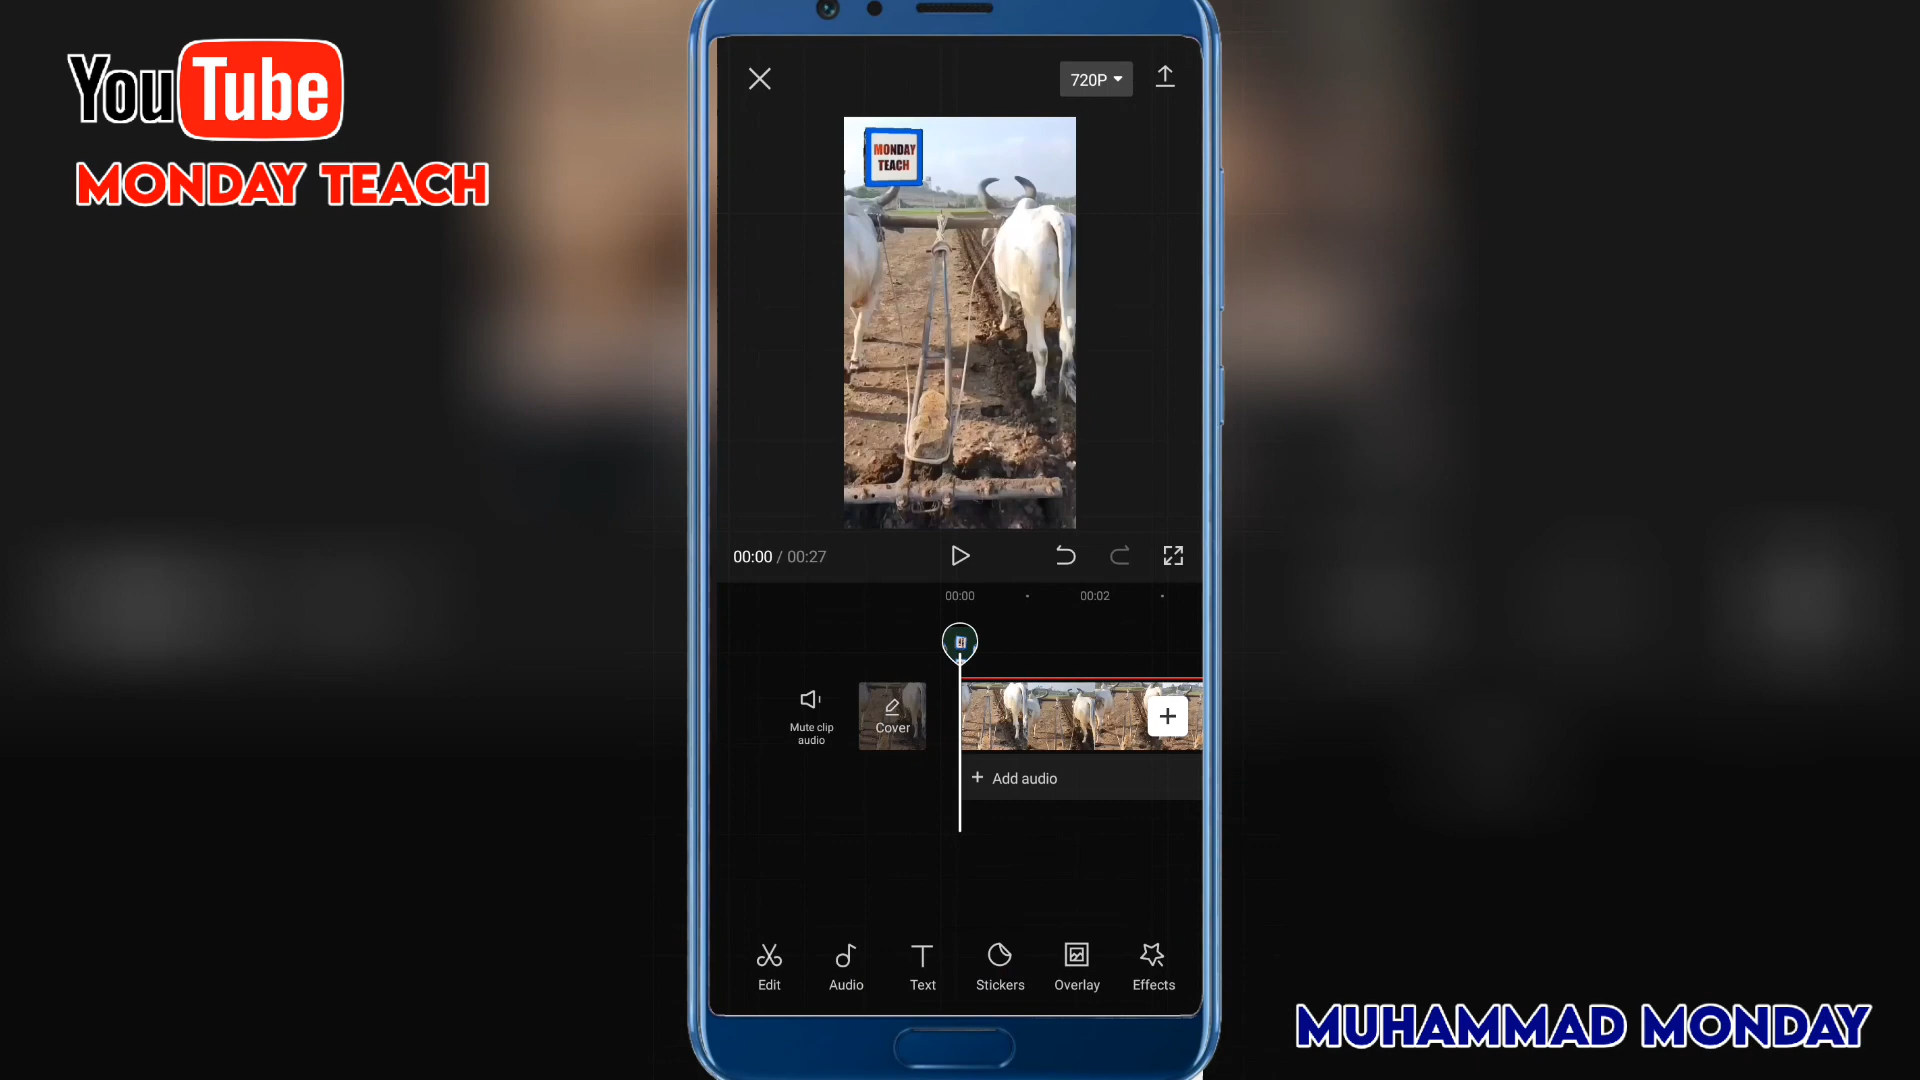 YouTube
MONDAY TEACH
720P
MONDAY
TEACH
00:00 / 00:27
00:00
00:02
Mute clip
audio
Cover
+ Add audio
Edit
Audio
Text
Stickers
Overlay
Effects
MUHAMMAD MONDAY